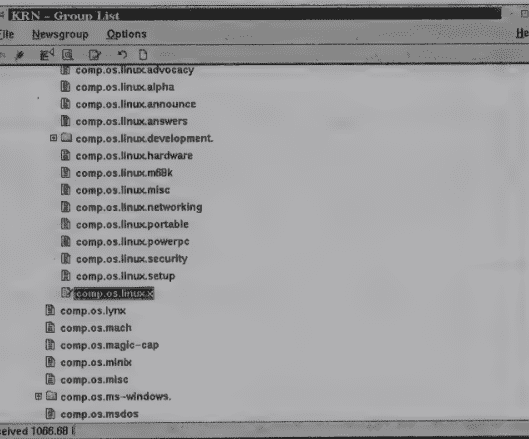 KRN - Group List
File Newsgroup Options He
comp.os.linux.advocacy
comp.os.linux.alpha
comp.os.linux.announce
comp.os.linux.answers
comp.os.linux.development.
comp.os.linux.hardware
comp.os.linux.m68k
comp.os.linux.misc
comp.os.linux.networking
comp.os.linux.portable
comp.os.linux.powerpc
comp.os.linux.security
comp.os.linux.setup
comp.os.linux.x
comp.os.lynx
comp.os.mach
comp.os.magic-cap
comp.os.minix
comp.os.misc
comp.os.ms-windows.
comp.os.msdos
ceived 1066.68